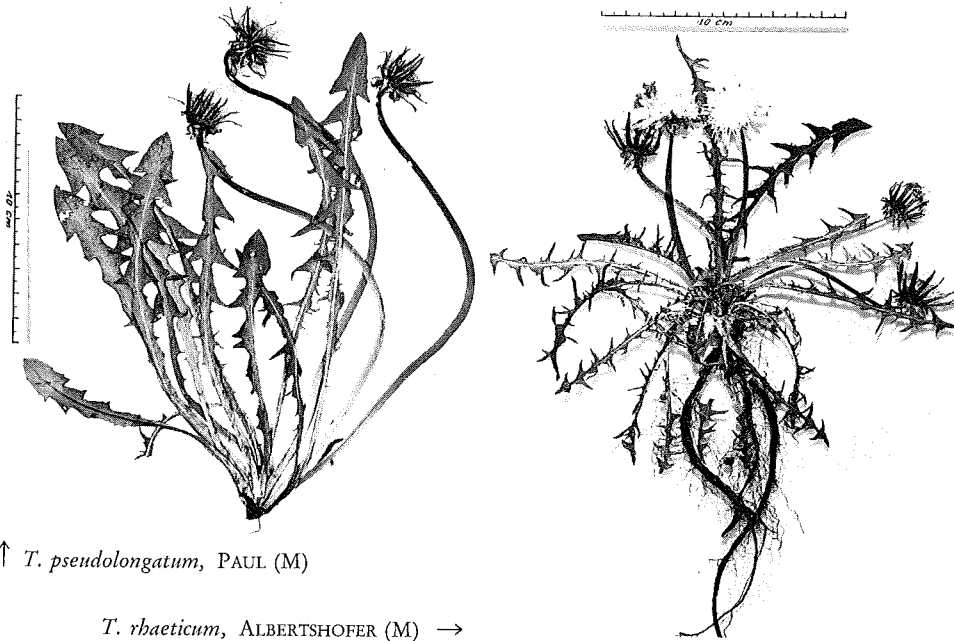 10 cm
10 cm
↑ T. pseudolongatum, PAUL (M)
T. rhaeticum, ALBERTSHOFER (M) →